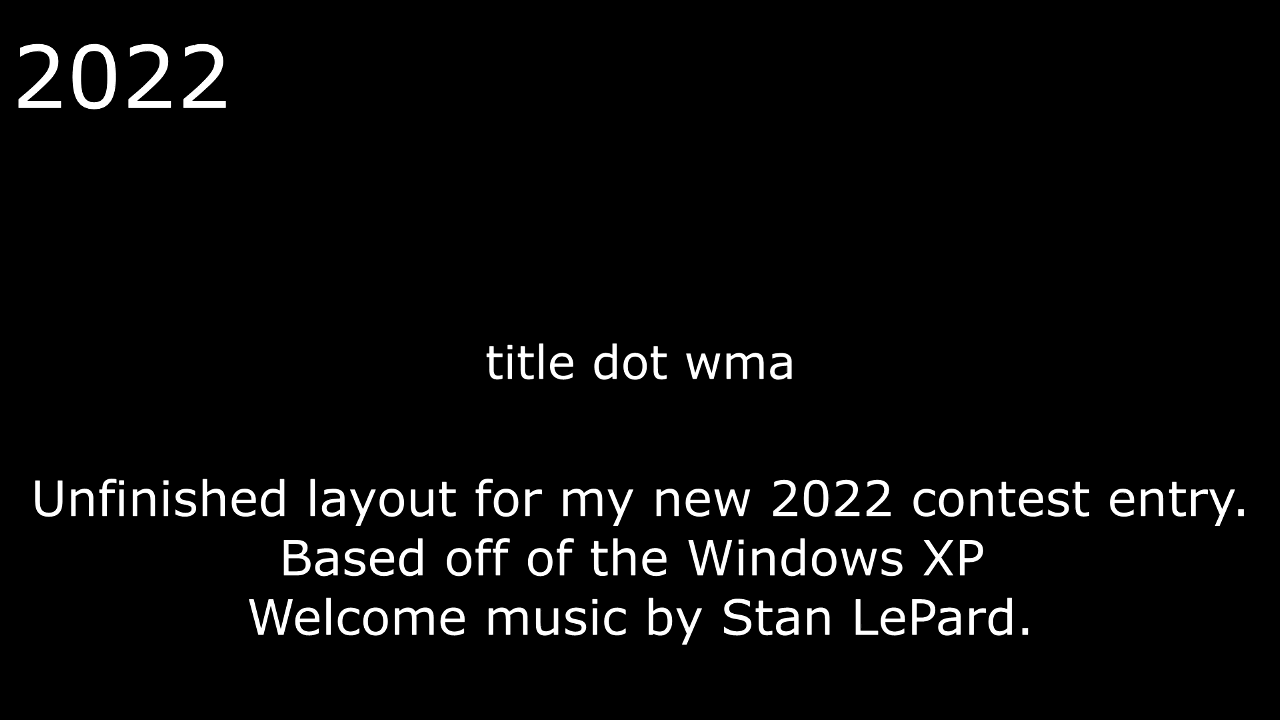 2022
title dot wma
Unfinished layout for my new 2022 contest entry.
Based off of the Windows XP
Welcome music by Stan LePard.